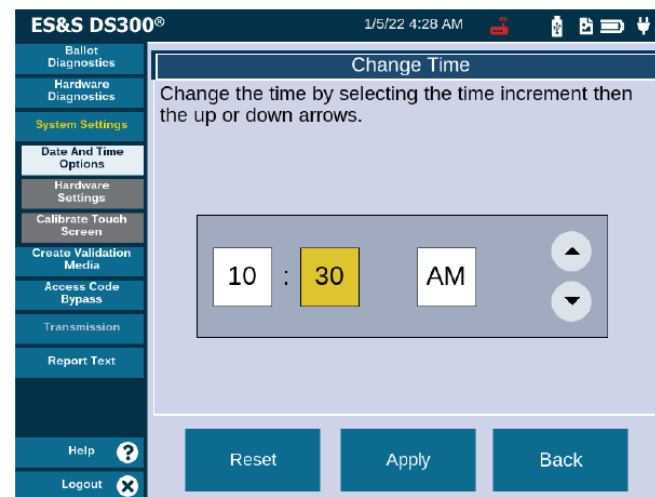 ES&S DS300®
1/5/22 4:28 AM
Ballot
Diagnostics
Hardware
Diagnostics
System Settings
Date And Time
Options
Hardware
Settings
Calibrate Touch
Screen
Create Validation
Media
Access Code
Bypass
Transmission
Report Text
Help ?
Logout
Change Time
Change the time by selecting the time increment then
the up or down arrows.
10 : 30 AM
Reset Apply Back